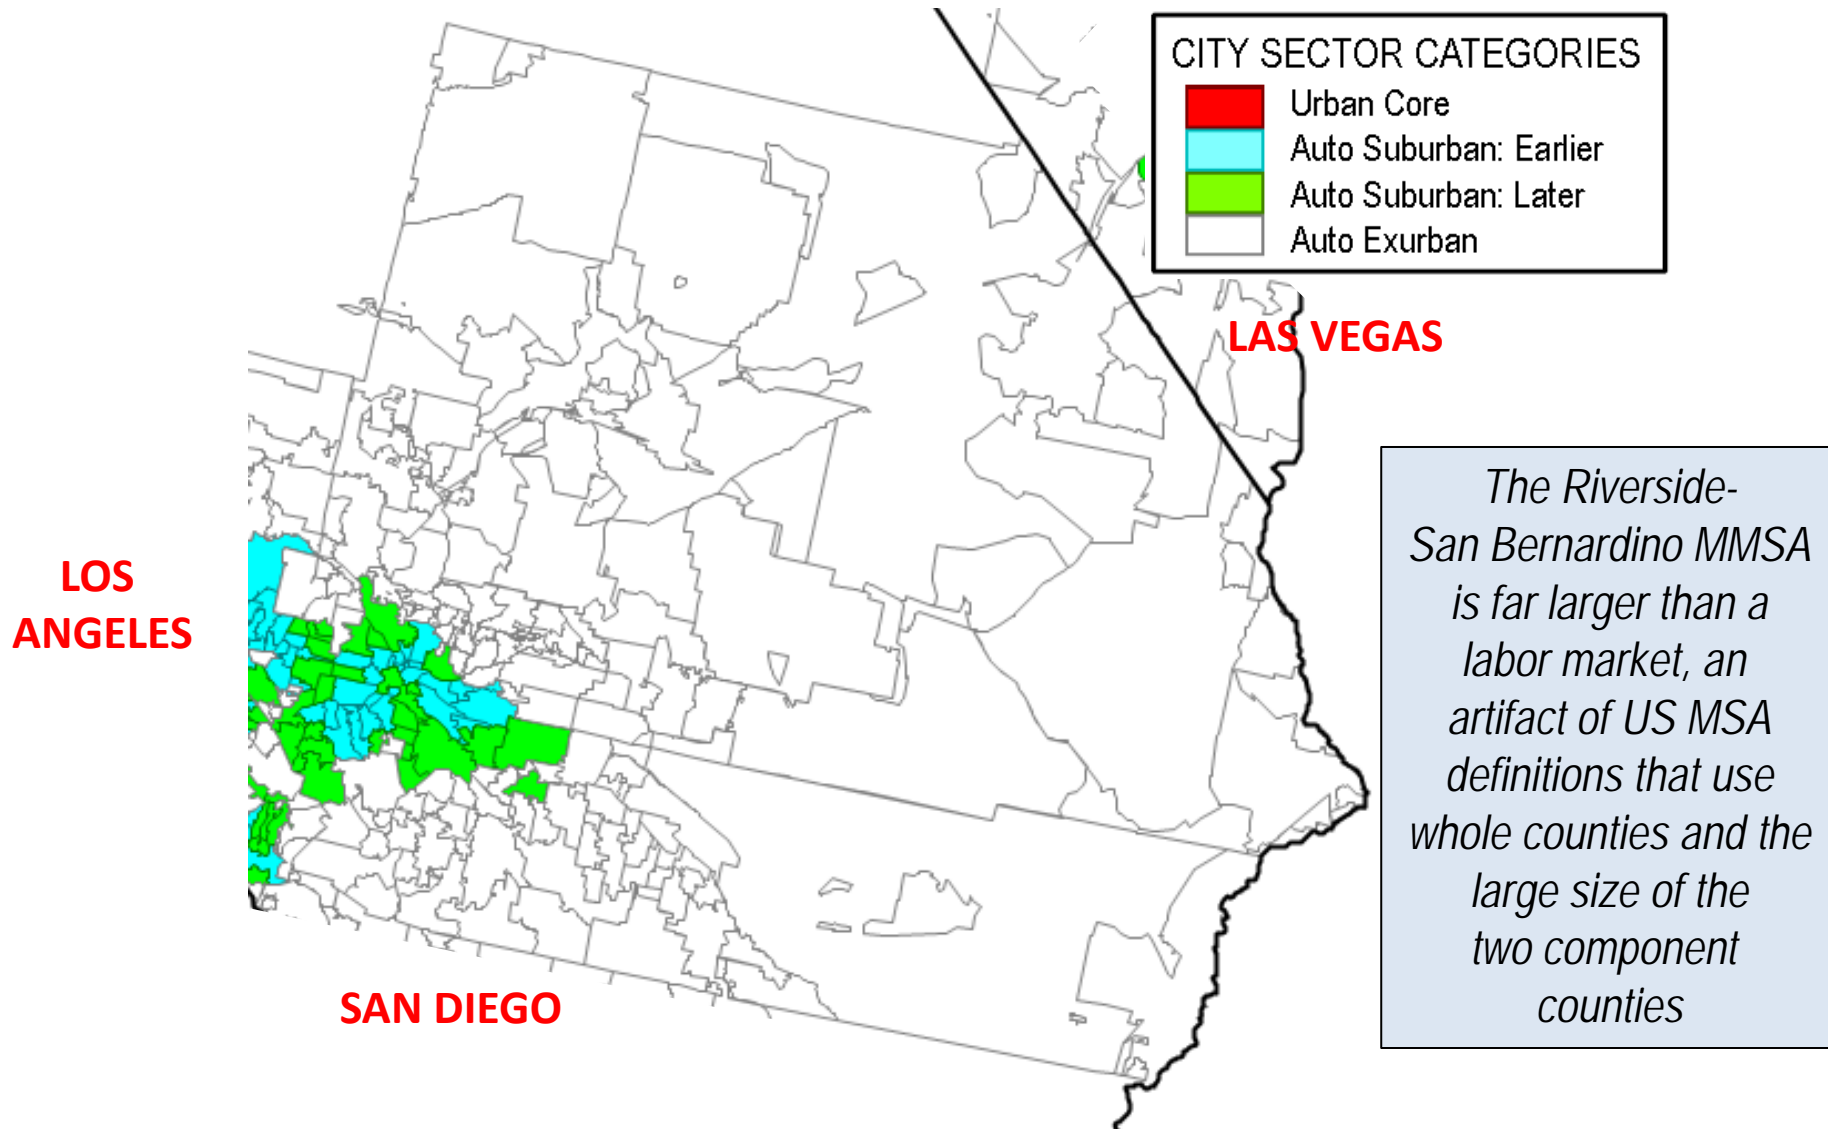 CITY SECTOR CATEGORIES
Urban Core
Auto Suburban: Earlier
Auto Suburban: Later
Auto Exurban
LAS VEGAS
The Riverside-
San Bernardino MMSA
is far larger than a
labor market, an
artifact of US MSA
definitions that use
whole counties and the
large size of the
two component
counties
LOS
ANGELES
SAN DIEGO